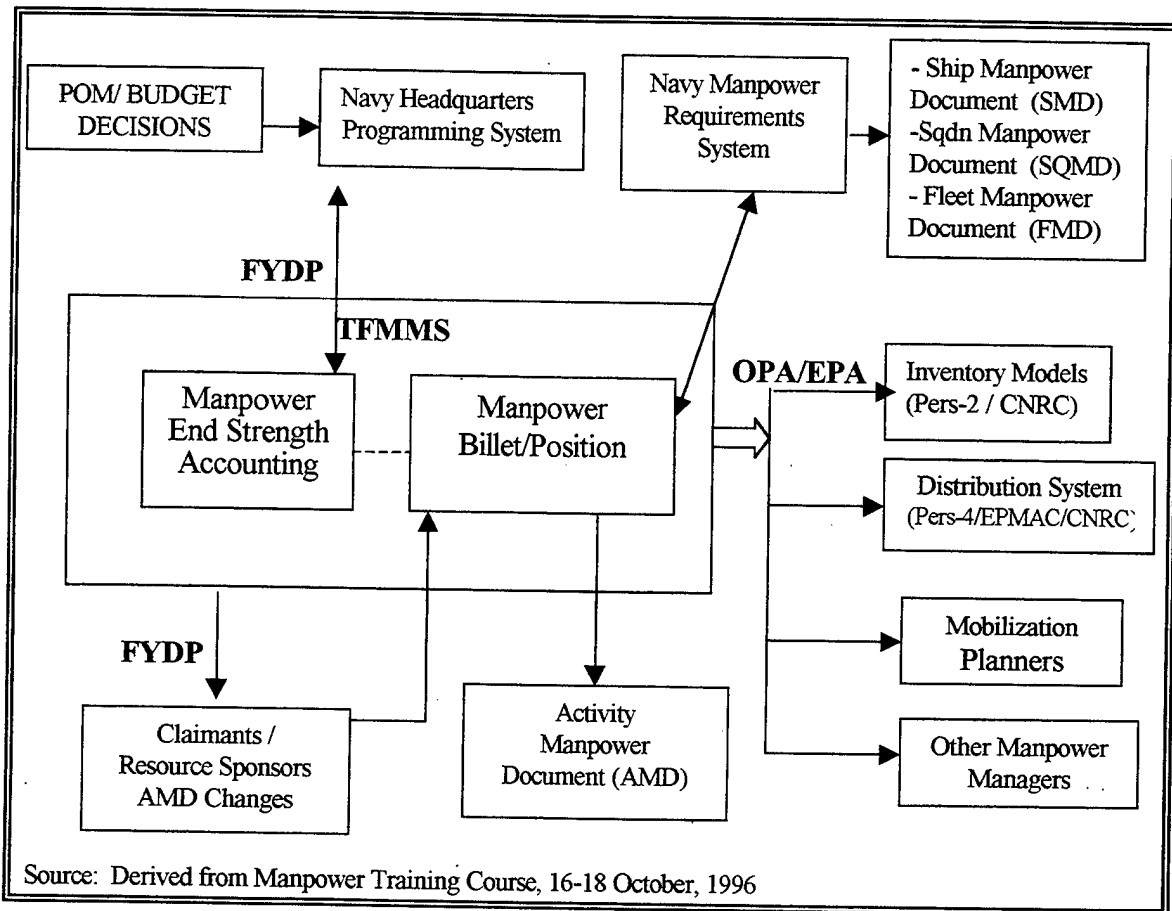 POM/ BUDGET
DECISIONS
Navy Headquarters
Programming System
Navy Manpower
Requirements
System
- Ship Manpower
Document (SMD)
-Sqdn Manpower
Document (SQMD)
- Fleet Manpower
Document (FMD)
FYDP
TFMMS
Manpower
End Strength
Accounting
Manpower
Billet/Position
OPA/EPA
Inventory Models
(Pers-2 / CNRC)
Distribution System
(Pers-4/EPMAC/CNRC)
Mobilization
Planners
Other Manpower
Managers
FYDP
Claimants /
Resource Sponsors
AMD Changes
Activity
Manpower
Document (AMD)
Source: Derived from Manpower Training Course, 16-18 October, 1996